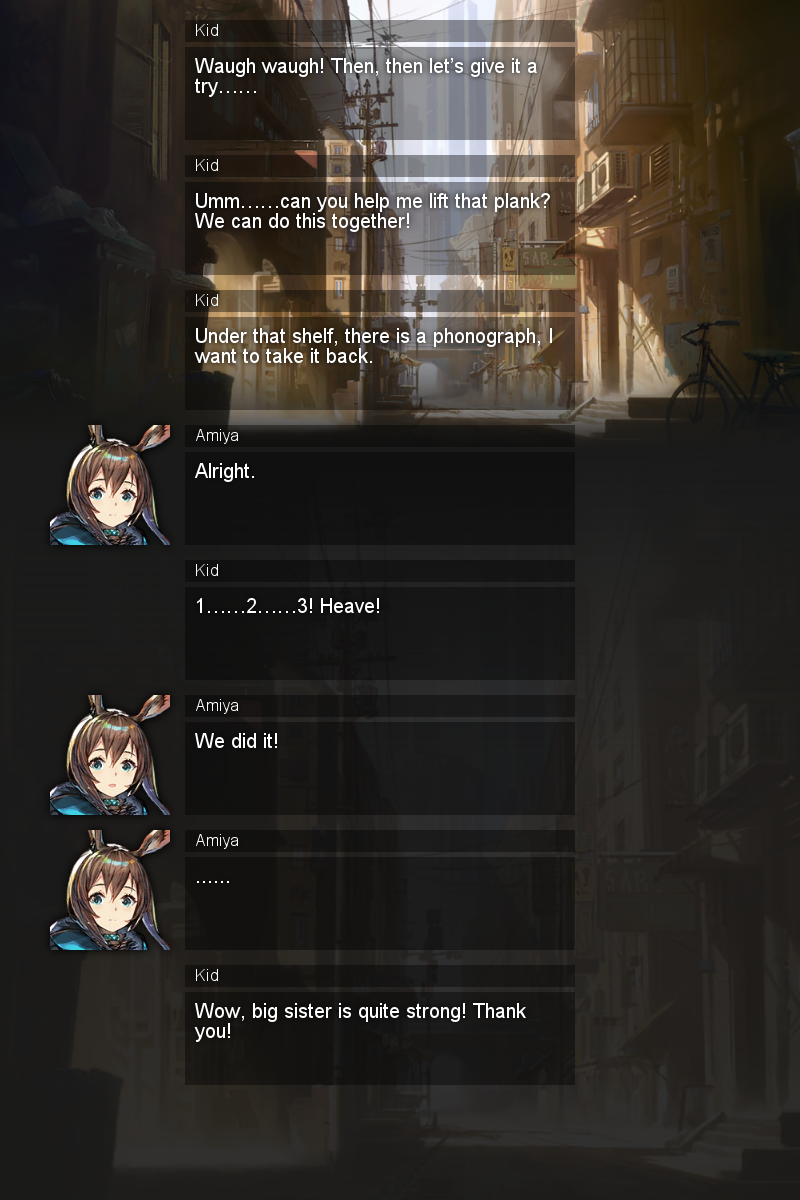 Kid
Waugh waugh! Then, then let's give it a
try......
Kid
Umm......can you help me lift that plank?
We can do this together!
Kid
Under that shelf, there is a phonograph, I
want to take it back.
Amiya
Alright.
Kid
1......2......3! Heave!
Amiya
We did it!
Amiya
......
Kid
Wow, big sister is quite strong! Thank
you!